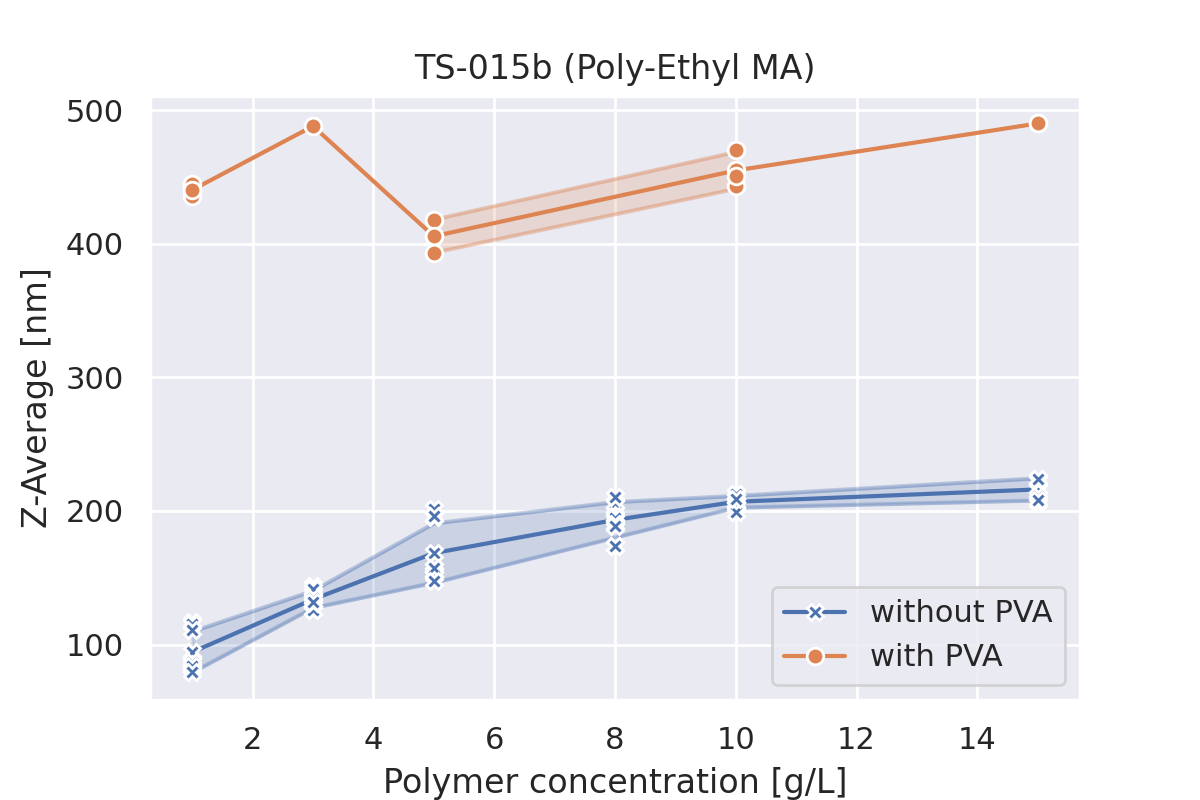 TS-015b (Poly-Ethyl MA)
500
400
300
200
100
Z-Average [nm]
without PVA
with PVA
2 4 6 8 10 12 14
Polymer concentration [g/L]